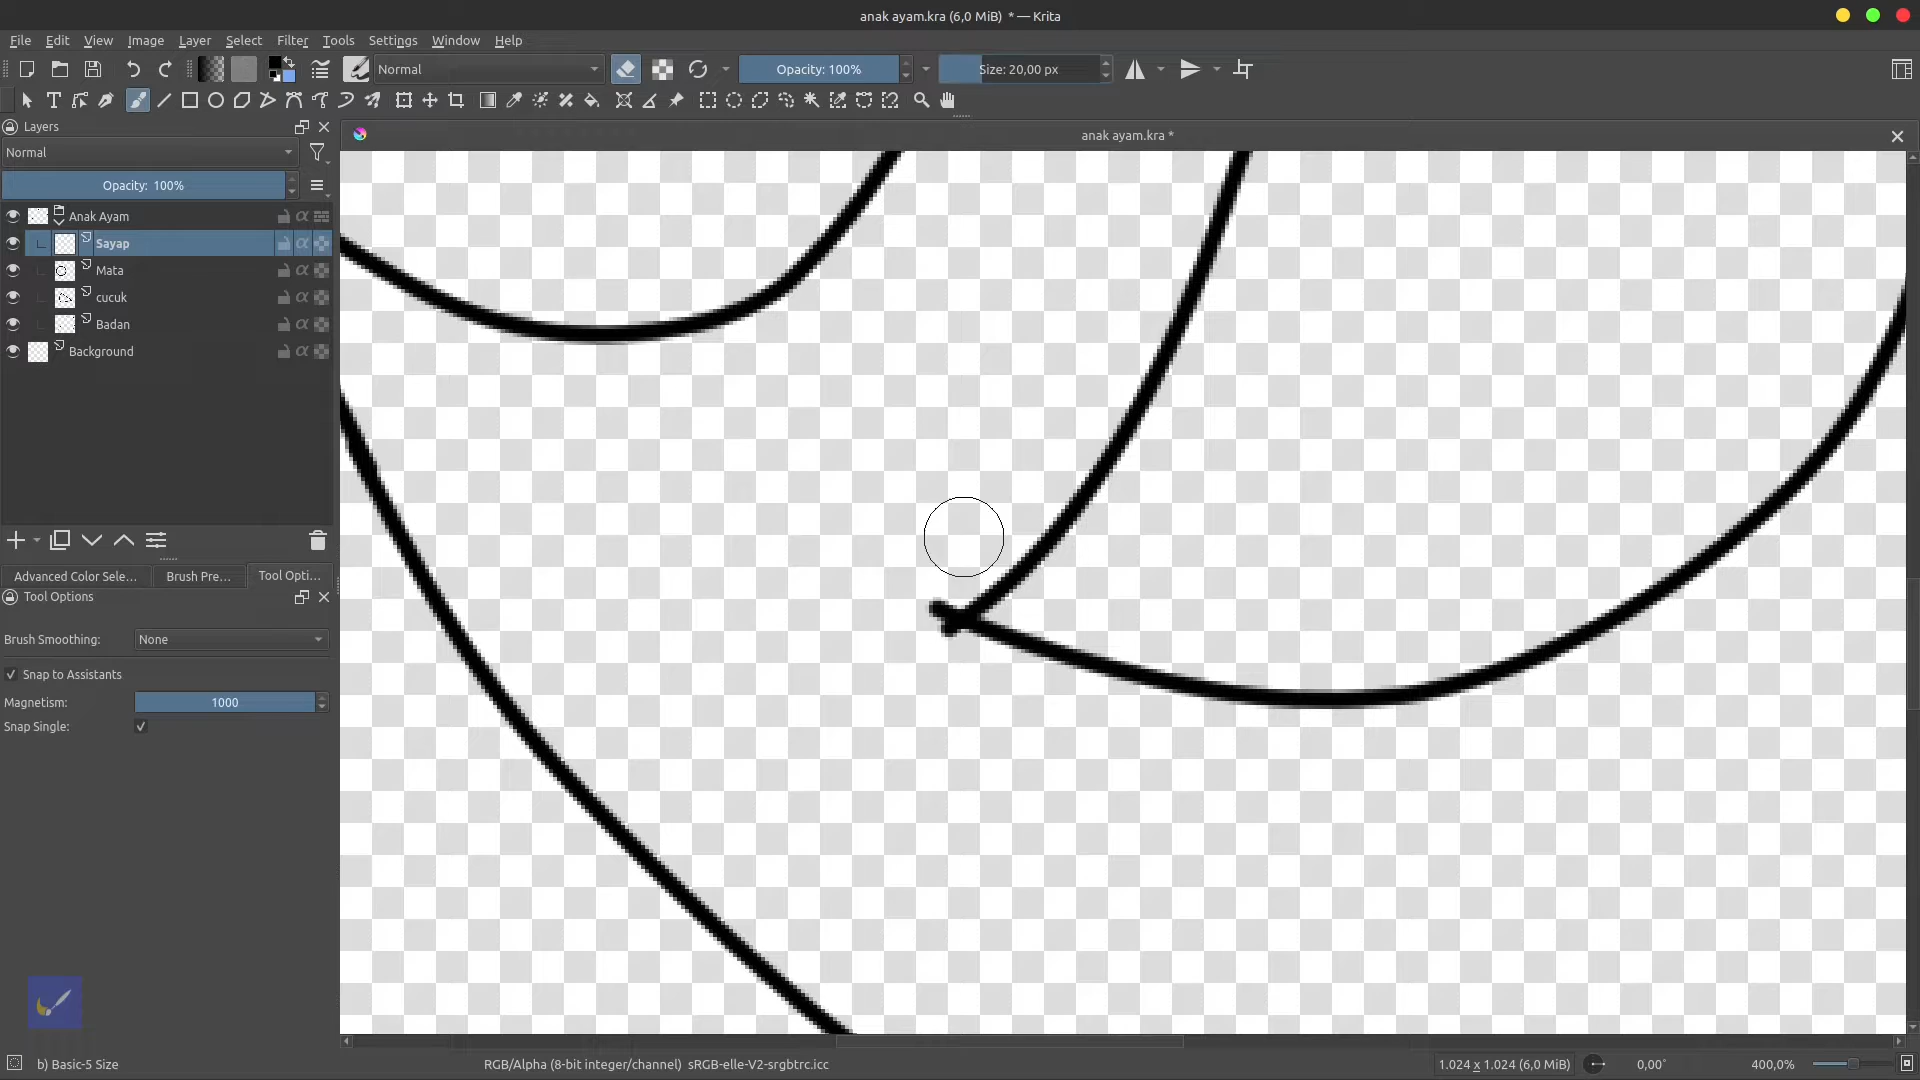 anak ayam.kra (6,0 MiB) * — Krita
File Edit View Image Layer Select Filter Tools Settings Window Help
Normal Opacity: 100% Size: 20,00 px
Layers
anak ayam.kra *
Normal
Opacity: 100%
Anak Ayam
Sayap
Mata
cucuk
Badan
Background
Advanced Color Sele... Brush Pre... Tool Opti...
Tool Options
Brush Smoothing: None
Snap to Assistants
Magnetism: 1000
Snap Single:
b) Basic-5 Size RGB/Alpha (8-bit integer/channel) sRGB-elle-V2-srgbtrc.icc 1.024 x 1.024 (6,0 MiB) 0,00° 400,0%